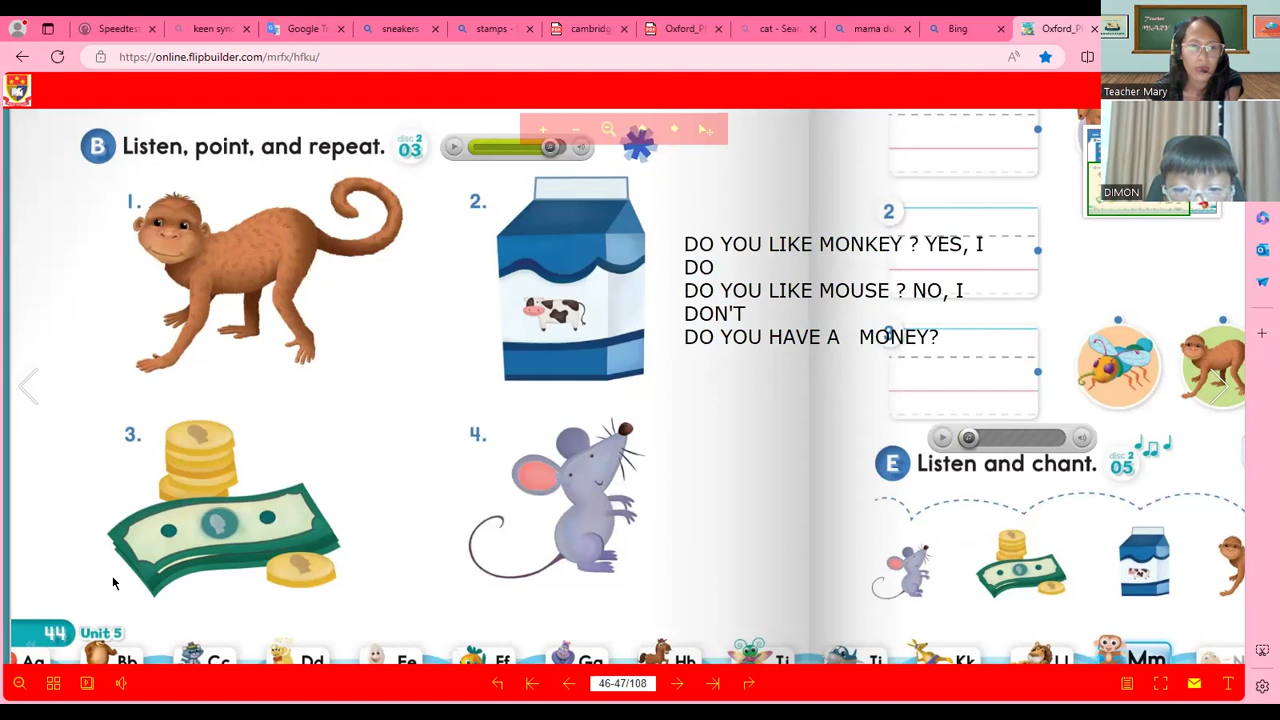 Speedtes
keen sync
Google Tr
sneakers
stamps -
cambridg
Oxford_Pl
cat - Sear
mama du
Bing
Oxford_Pl
https://online.flipbuilder.com/mrfx/hfku/
Teacher Mary
DIMON
B Listen, point, and repeat. disc 2 03
1.
2.
DO YOU LIKE MONKEY ? YES, I
DO
DO YOU LIKE MOUSE ? NO, I
DON'T
DO YOU HAVE A MONEY?
3.
4.
2
3
E Listen and chant. disc 2 05
44 Unit 5
Aa Bb Cc Dd Ee Ff Gg Hh Ii Jj Kk Ll Mm
46-47/108